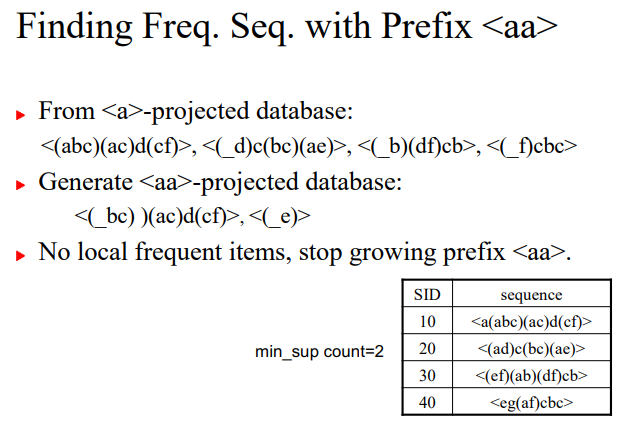 Finding Freq. Seq. with Prefix <aa>
From <a>-projected database:
<(abc)(ac)d(cf)>, <(_d)c(bc)(ae)>, <(_b)(df)cb>, <(_f)cbc>
Generate <aa>-projected database:
<(_bc) )(ac)d(cf)>, <(_e)>
No local frequent items, stop growing prefix <aa>.
SID sequence
10 <a(abc)(ac)d(cf)>
min_sup count=2
20 <(ad)c(bc)(ae)>
30 <(ef)(ab)(df)cb>
40 <eg(af)cbc>